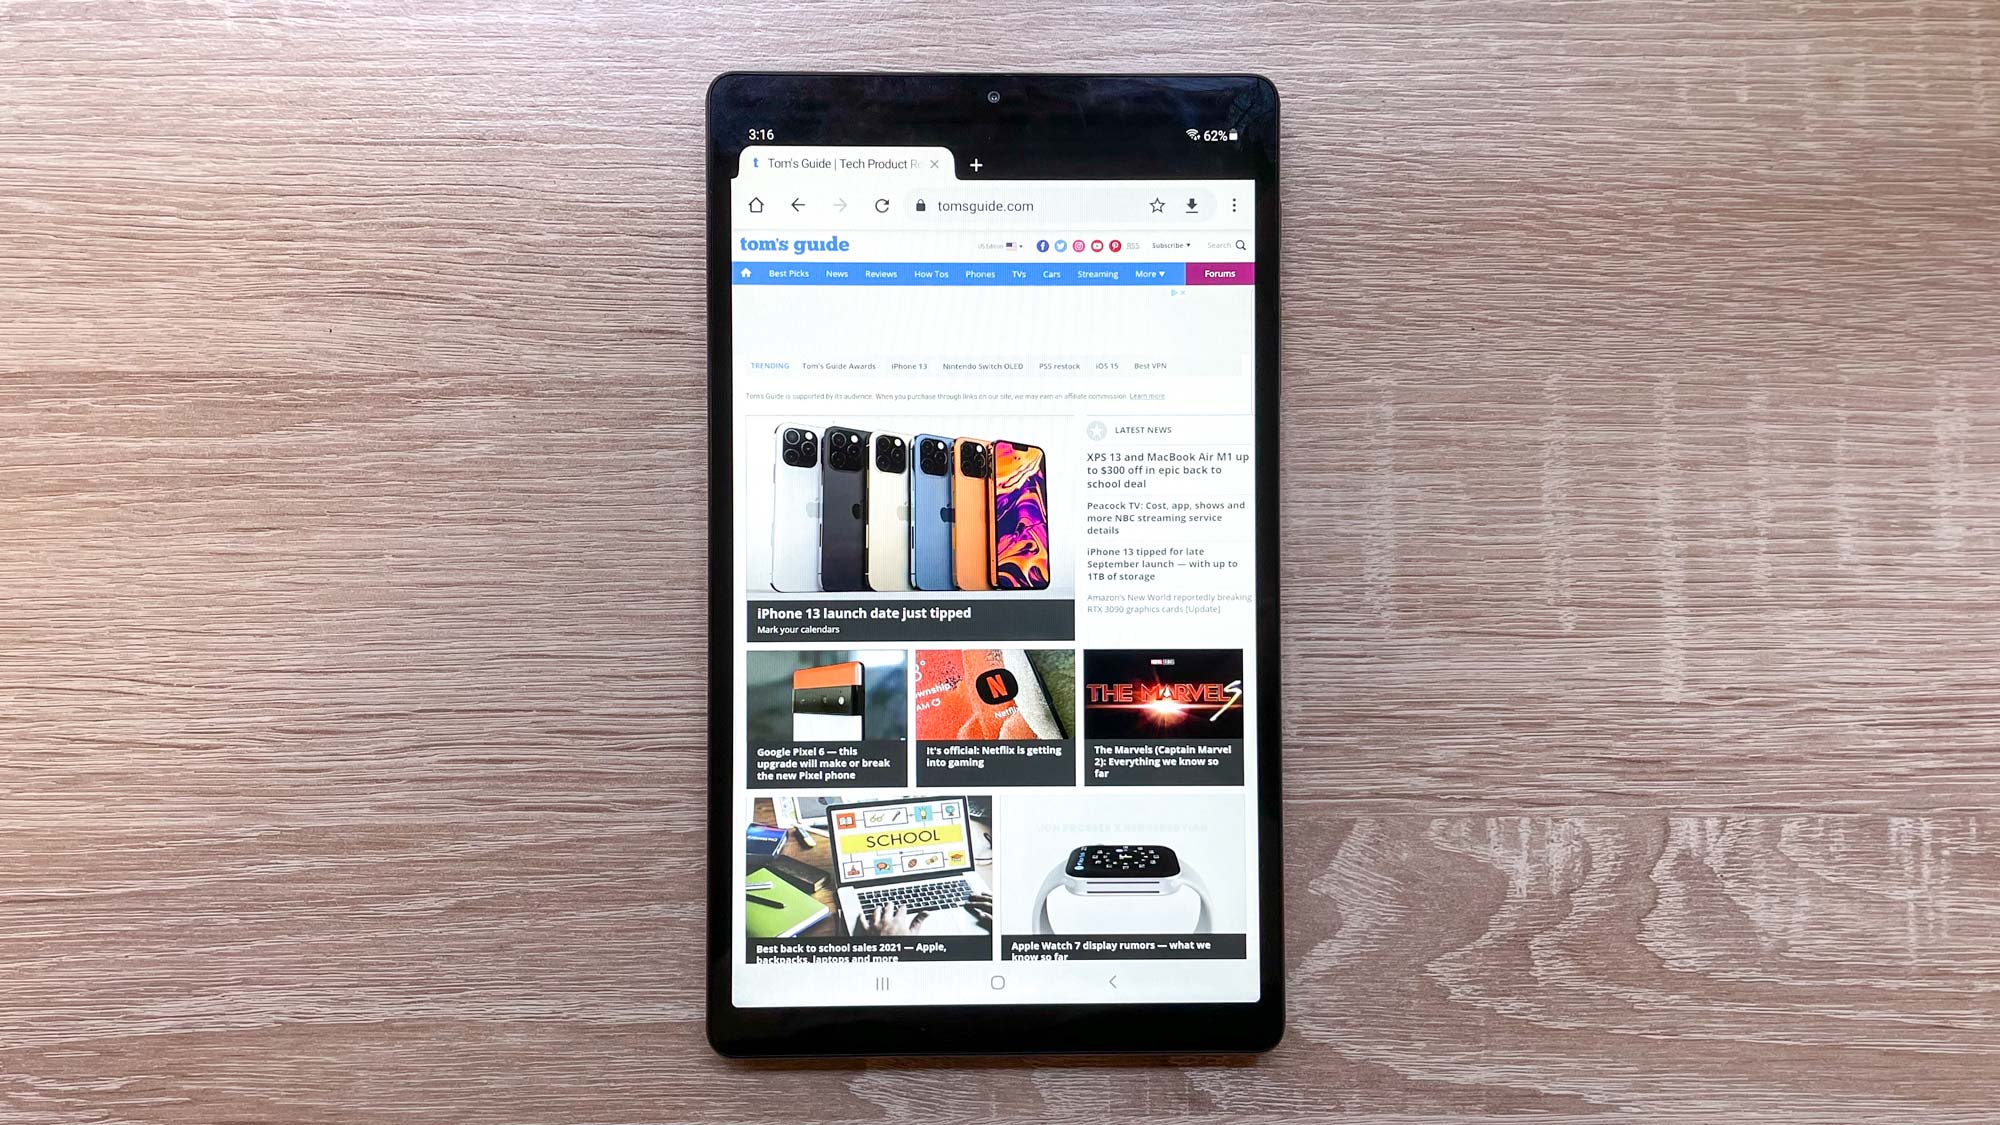 3:16
62%
Tom's Guide | Tech Product Re
tomsguide.com
tom's guide
US Edition
RSS
Subscribe
Search
Best Picks News Reviews How Tos Phones TVs Cars Streaming More Forums
TRENDING Tom's Guide Awards iPhone 13 Nintendo Switch OLED PS5 restock iOS 15 Best VPN
Tom's Guide is supported by its audience. When you purchase through links on our site, we may earn an affiliate commission. Learn more
LATEST NEWS
XPS 13 and MacBook Air M1 up
to $300 off in epic back to
school deal
Peacock TV: Cost, app, shows and
more NBC streaming service
details
iPhone 13 tipped for late
September launch — with up to
1TB of storage
Amazon's New World reportedly breaking
RTX 3090 graphics cards [Update]
iPhone 13 launch date just tipped
Mark your calendars
Google Pixel 6 — this
upgrade will make or break
the new Pixel phone
ownship
AM
N
Netfli
It's official: Netflix is getting
into gaming
THE MARVELS
The Marvels (Captain Marvel
2): Everything we know so
far
SCHOOL
Best back to school sales 2021 — Apple,
backpacks, laptops and more
Apple Watch 7 display rumors — what we
know so far